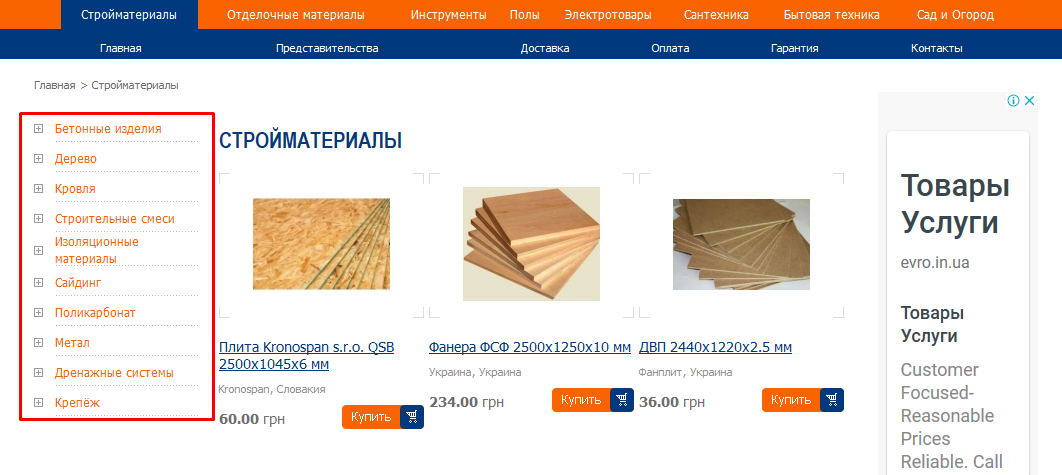 Стройматериалы Отделочные материалы Инструменты Полы Электротовары Сантехника Бытовая техника Сад и Огород
Главная Представительства Доставка Оплата Гарантия Контакты
Главная > Стройматериалы
Бетонные изделия
Дерево
Кровля
Строительные смеси
Изоляционные
материалы
Сайдинг
Поликарбонат
Метал
Дренажные системы
Крепёж
СТРОЙМАТЕРИАЛЫ
Плита Kronospan s.r.o. QSB
2500x1045x6 мм
Kronospan, Словакия
60.00 грн
Купить
Фанера ФСФ 2500х1250х10 мм
Украина, Украина
234.00 грн
Купить
ДВП 2440х1220х2.5 мм
Фанплит, Украина
36.00 грн
Купить
Товары
Услуги
evro.in.ua
Товары
Услуги
Customer
Focused-
Reasonable
Prices
Reliable. Call